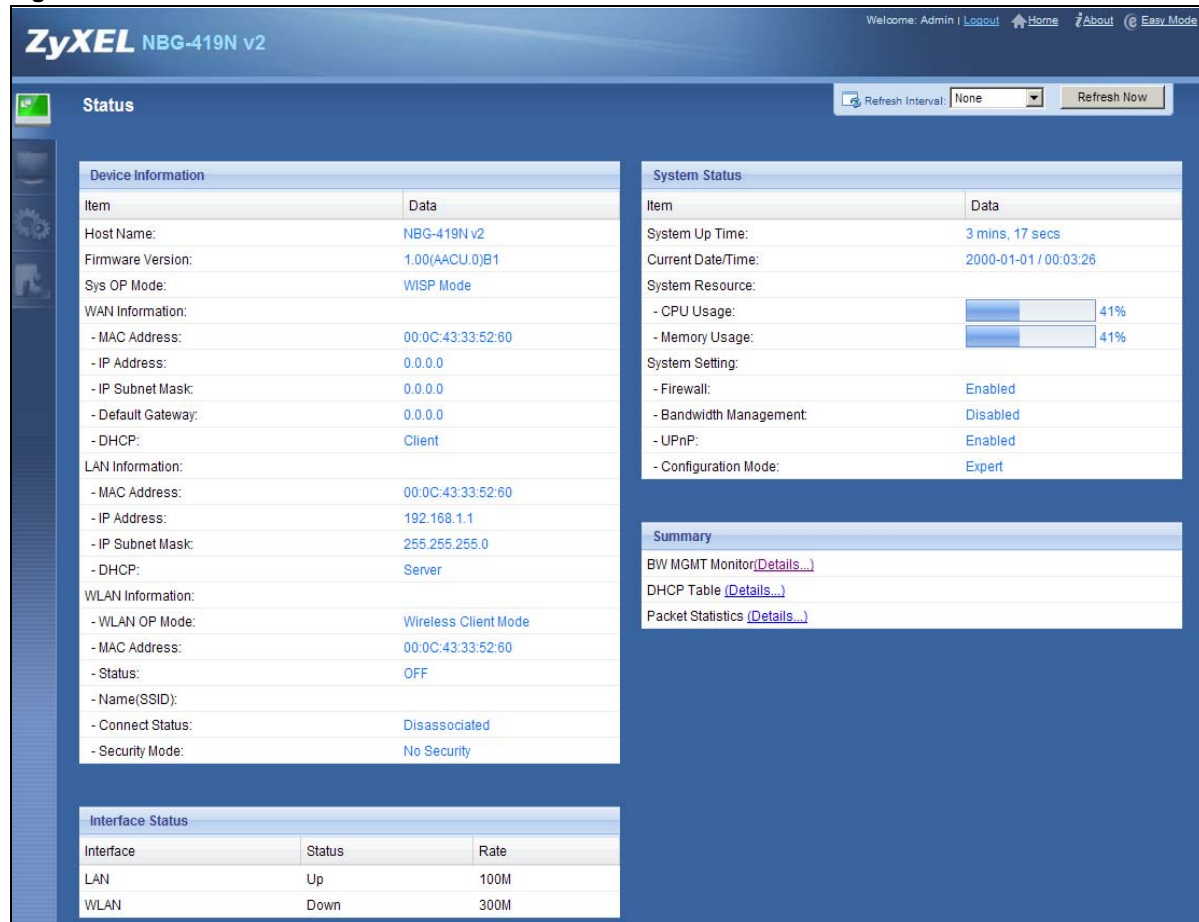 Welcome: Admin | Logout Home About Easy Mode
ZyXEL NBG-419N v2
Status
Refresh Interval: None Refresh Now
Device Information
Item Data
Host Name: NBG-419N v2
Firmware Version: 1.00(AACU.0)B1
Sys OP Mode: WISP Mode
WAN Information:
- MAC Address: 00:0C:43:33:52:60
- IP Address: 0.0.0.0
- IP Subnet Mask: 0.0.0.0
- Default Gateway: 0.0.0.0
- DHCP: Client
LAN Information:
- MAC Address: 00:0C:43:33:52:60
- IP Address: 192.168.1.1
- IP Subnet Mask: 255.255.255.0
- DHCP: Server
WLAN Information:
- WLAN OP Mode: Wireless Client Mode
- MAC Address: 00:0C:43:33:52:60
- Status: OFF
- Name(SSID):
- Connect Status: Disassociated
- Security Mode: No Security
Interface Status
Interface Status Rate
LAN Up 100M
WLAN Down 300M
System Status
Item Data
System Up Time: 3 mins, 17 secs
Current Date/Time: 2000-01-01 / 00:03:26
System Resource:
- CPU Usage: 41%
- Memory Usage: 41%
System Setting:
- Firewall: Enabled
- Bandwidth Management: Disabled
- UPnP: Enabled
- Configuration Mode: Expert
Summary
BW MGMT Monitor(Details...)
DHCP Table (Details...)
Packet Statistics (Details...)